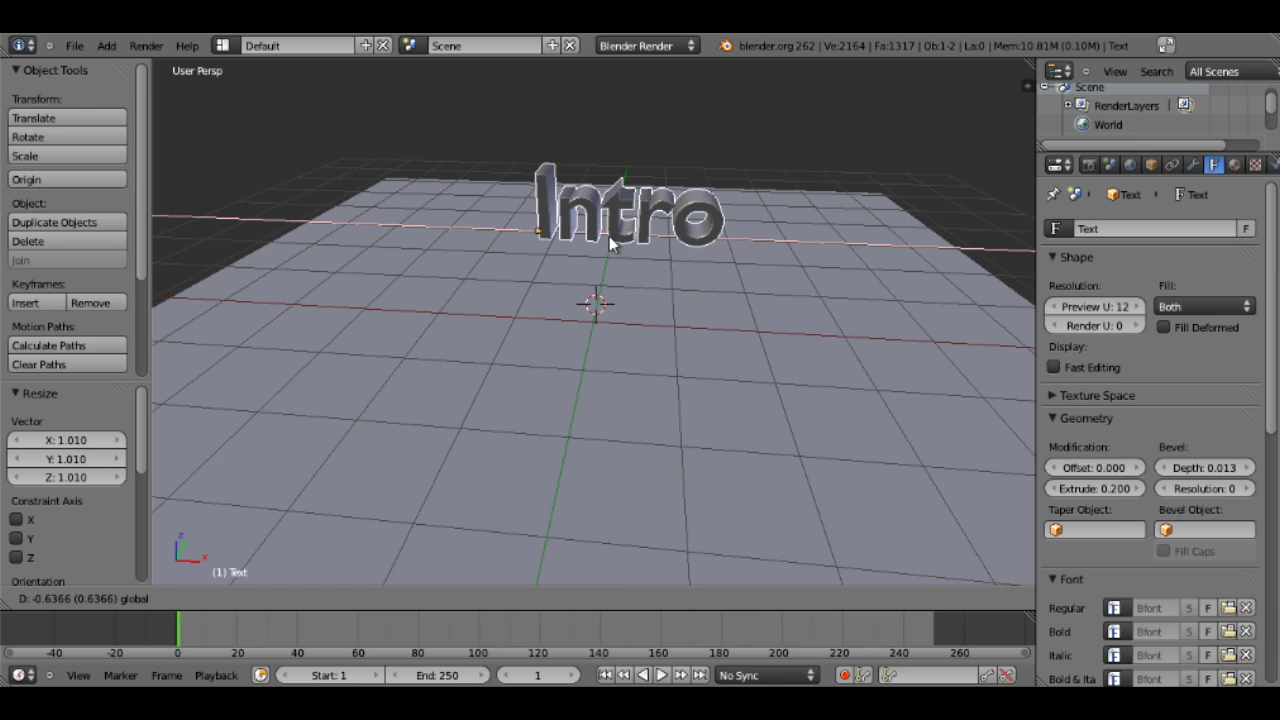 File Add Render Help Default Scene Blender Render blender.org 262 | Ve:2164 | Fa:1317 | Ob:1-2 | La:0 | Mem:10.81M (0.10M) | Text
Object Tools
User Persp
View Search All Scenes
Scene
RenderLayers |
World
Transform:
Translate
Rotate
Scale
Origin
Object:
Duplicate Objects
Delete
Join
Keyframes:
Insert Remove
Motion Paths:
Calculate Paths
Clear Paths
Resize
Vector
X: 1.010
Y: 1.010
Z: 1.010
Constraint Axis
X
Y
Z
Orientation
Intro
z
x
(1) Text
D: -0.6366 (0.6366) global
Text F Text
F Text F
Shape
Resolution: Fill:
Preview U: 12 Both
Render U: 0 Fill Deformed
Display:
Fast Editing
Texture Space
Geometry
Modification: Bevel:
Offset: 0.000 Depth: 0.013
Extrude: 0.200 Resolution: 0
Taper Object: Bevel Object:
Fill Caps
Font
Regular Bfont 5 F
Bold Bfont 5 F
Italic Bfont 5 F
Bold & Ita Bfont 5 F
-40 -20 0 20 40 60 80 100 120 140 160 180 200 220 240 260
View Marker Frame Playback Start: 1 End: 250 1 No Sync